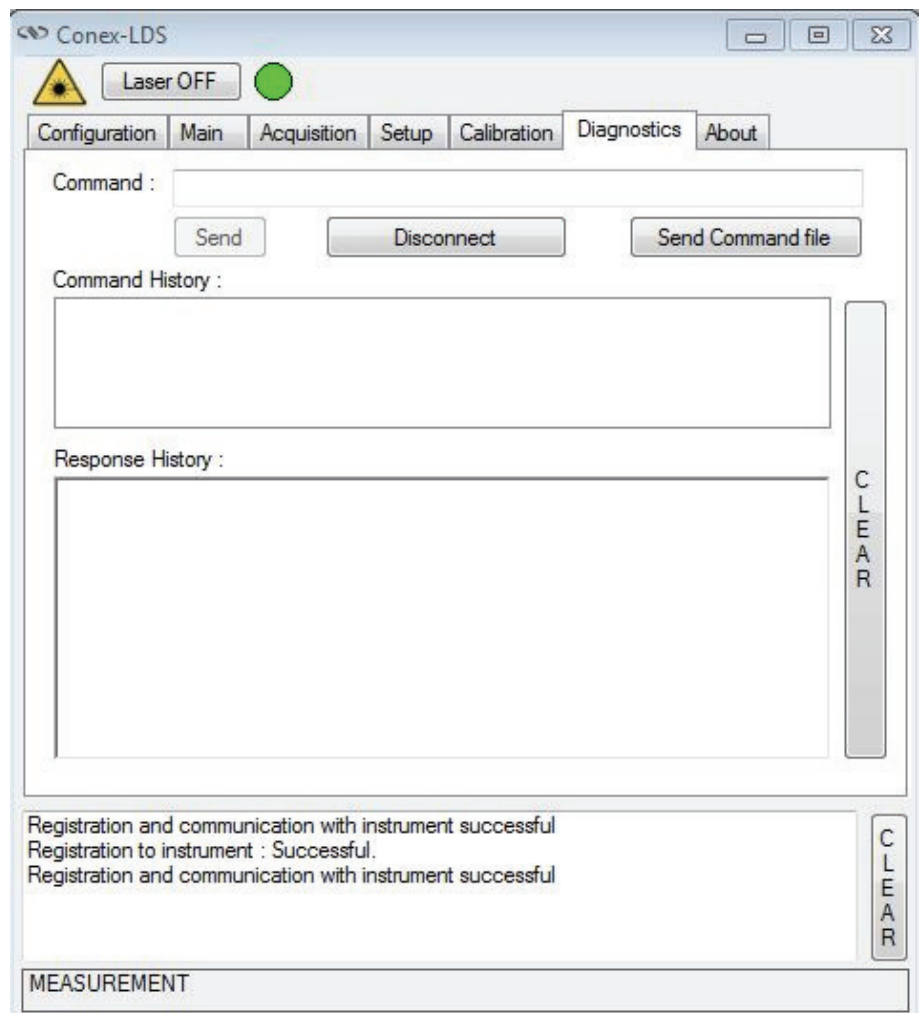 Conex-LDS
Laser OFF
Configuration Main Acquisition Setup Calibration Diagnostics About
Command :
Send Disconnect Send Command file
Command History :
Response History :
CLEAR
Registration and communication with instrument successful
Registration to instrument : Successful.
Registration and communication with instrument successful
CLEAR
MEASUREMENT